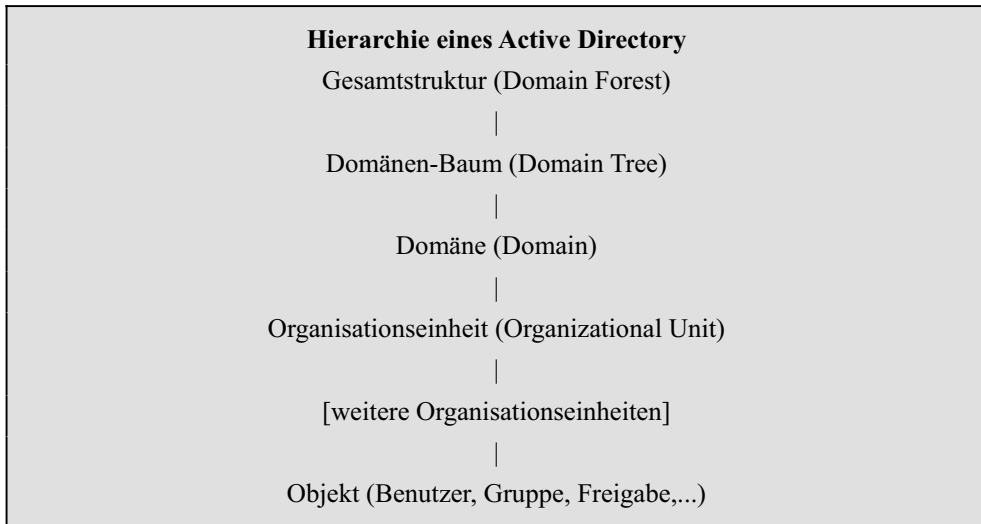 Hierarchie eines Active Directory
Gesamtstruktur (Domain Forest)
|
Domänen-Baum (Domain Tree)
|
Domäne (Domain)
|
Organisationseinheit (Organizational Unit)
|
[weitere Organisationseinheiten]
|
Objekt (Benutzer, Gruppe, Freigabe,...)